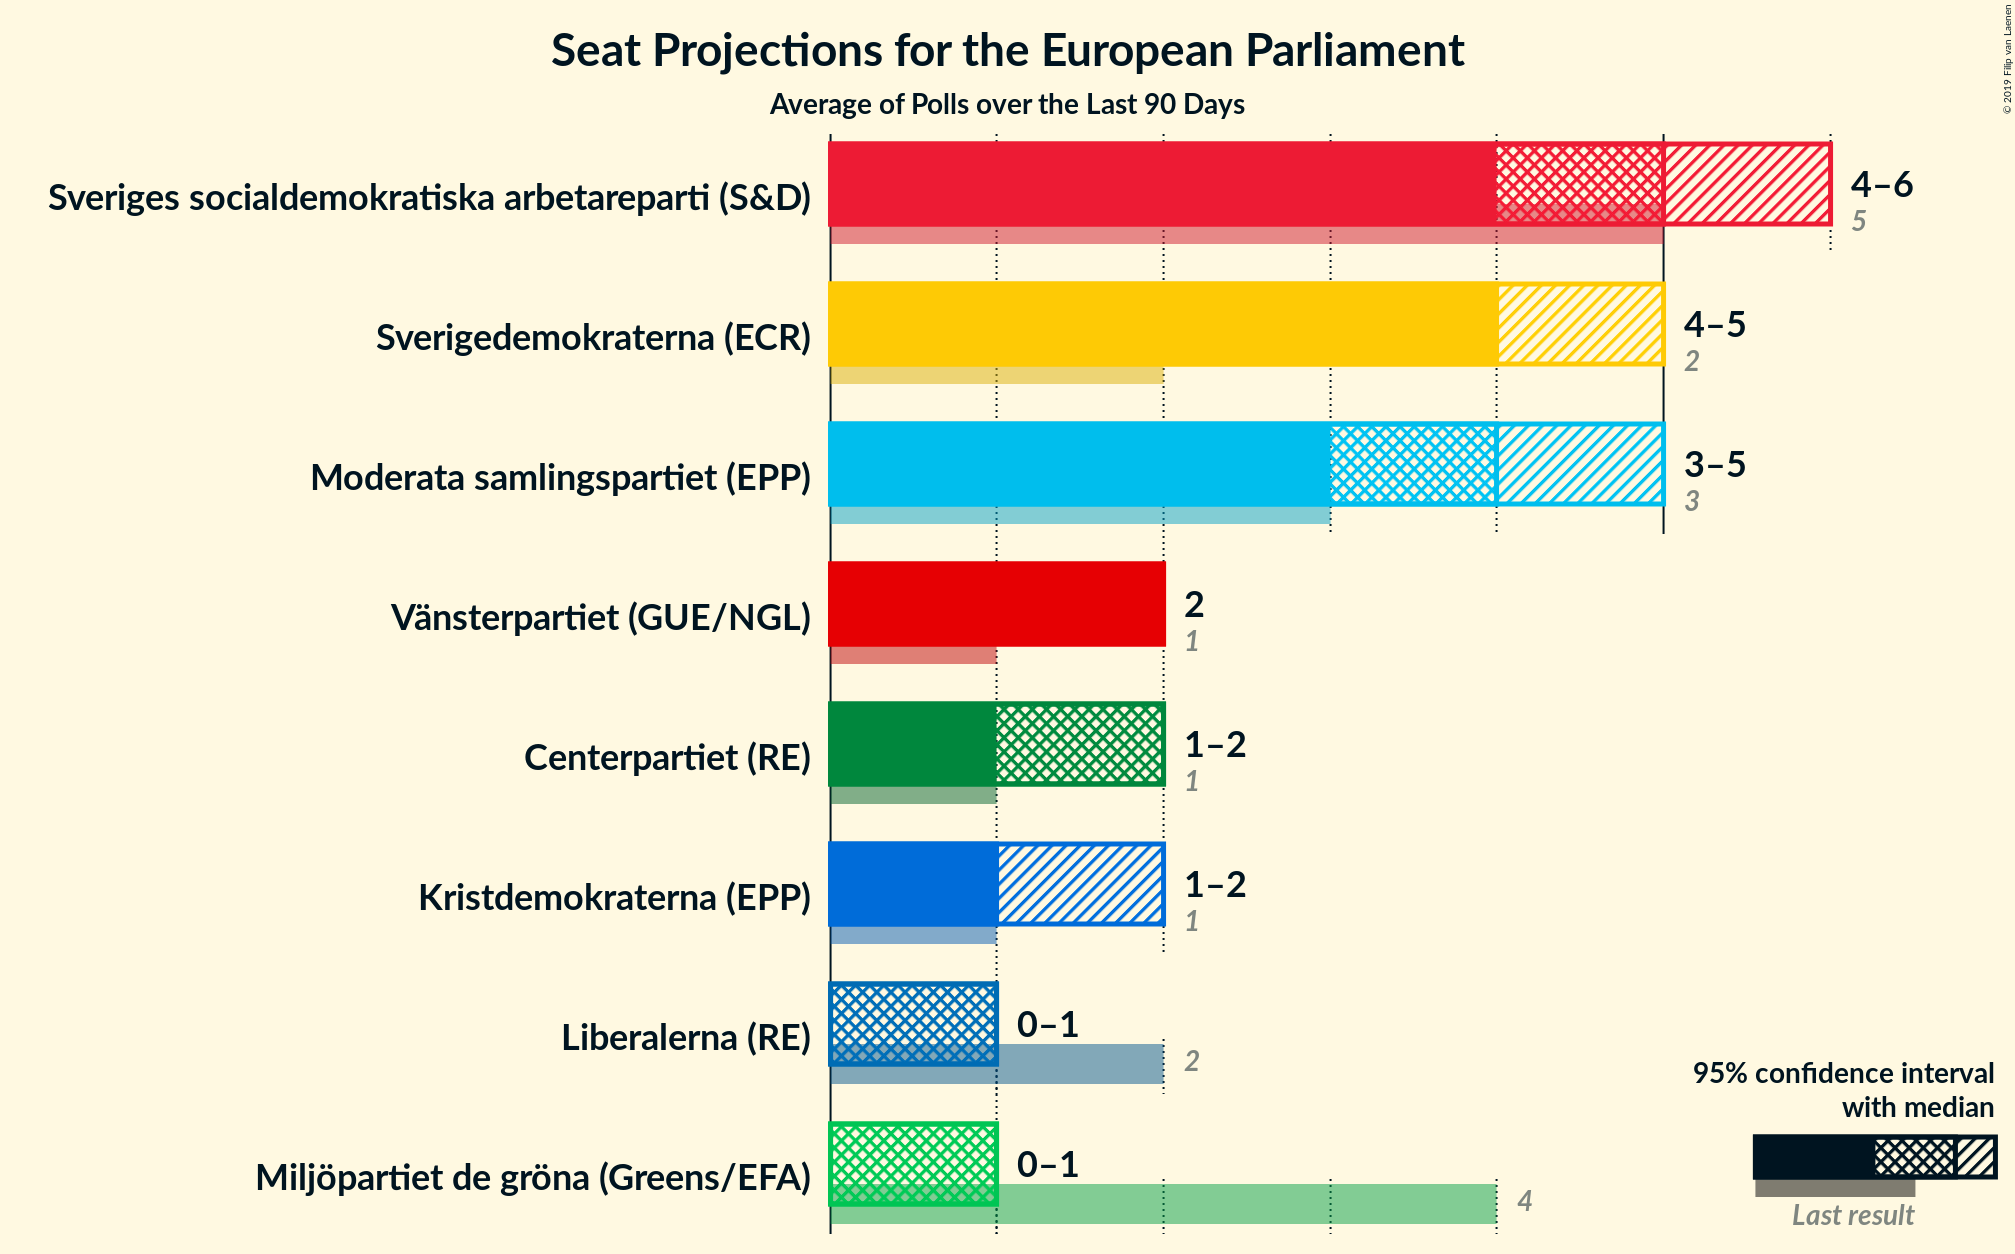 Seat Projections for the European Parliament
Average of Polls over the Last 90 Days
© 2019 Filip van Laenen
Sveriges socialdemokratiska arbetareparti (S&D)
4–6
5
Sverigedemokraterna (ECR)
4–5
2
Moderata samlingspartiet (EPP)
3–5
3
Vänsterpartiet (GUE/NGL)
2
1
Centerpartiet (RE)
1–2
1
Kristdemokraterna (EPP)
1–2
1
Liberalerna (RE)
0–1
2
Miljöpartiet de gröna (Greens/EFA)
0–1
4
95% confidence interval
with median
Last result